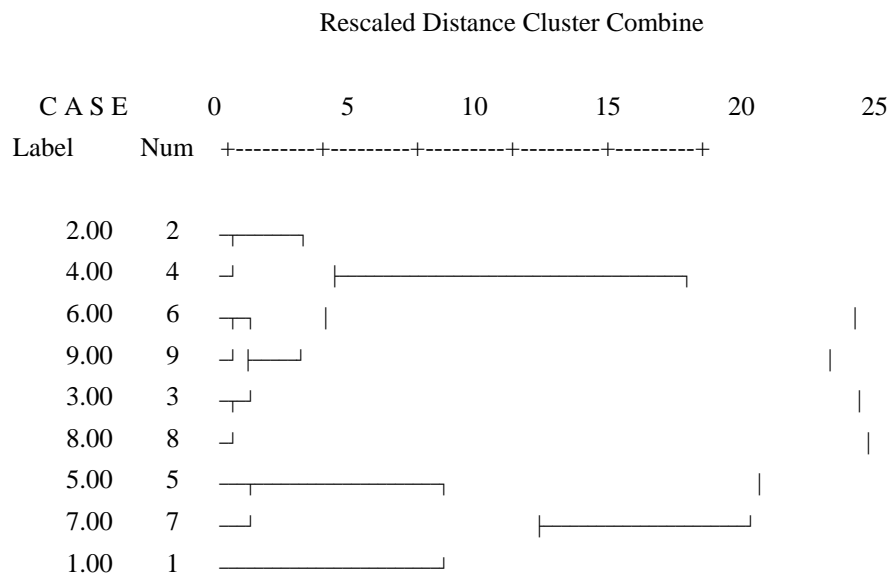 Rescaled Distance Cluster Combine
C A S E 0 5 10 15 20 25
Label Num +---------+---------+---------+---------+---------+
2.00 2 ─┬──────┐
4.00 4 ─┘ ├────────────────────────────────────┐
6.00 6 ─┬─┐ │ │
9.00 9 ─┘ ├─────┘ │
3.00 3 ─┬─┘ │
8.00 8 ─┘ │
5.00 5 ───┬────────────────────┐ │
7.00 7 ───┘ ├──────────────────────┘
1.00 1 ────────────────────────┘